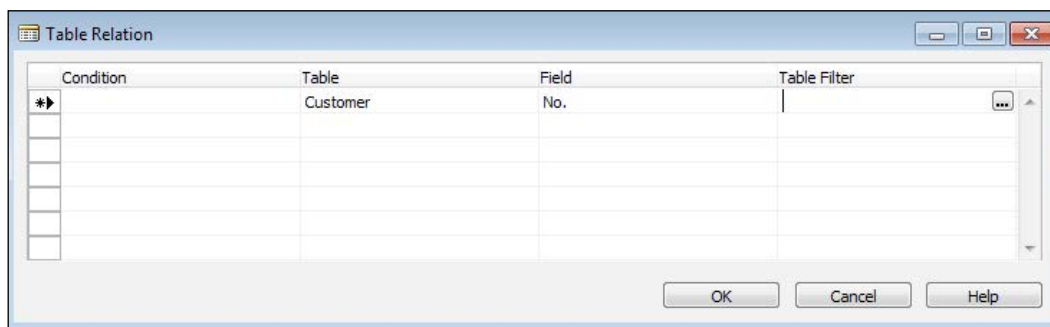 Table Relation
Condition Table Field Table Filter
Customer No.
OK Cancel Help